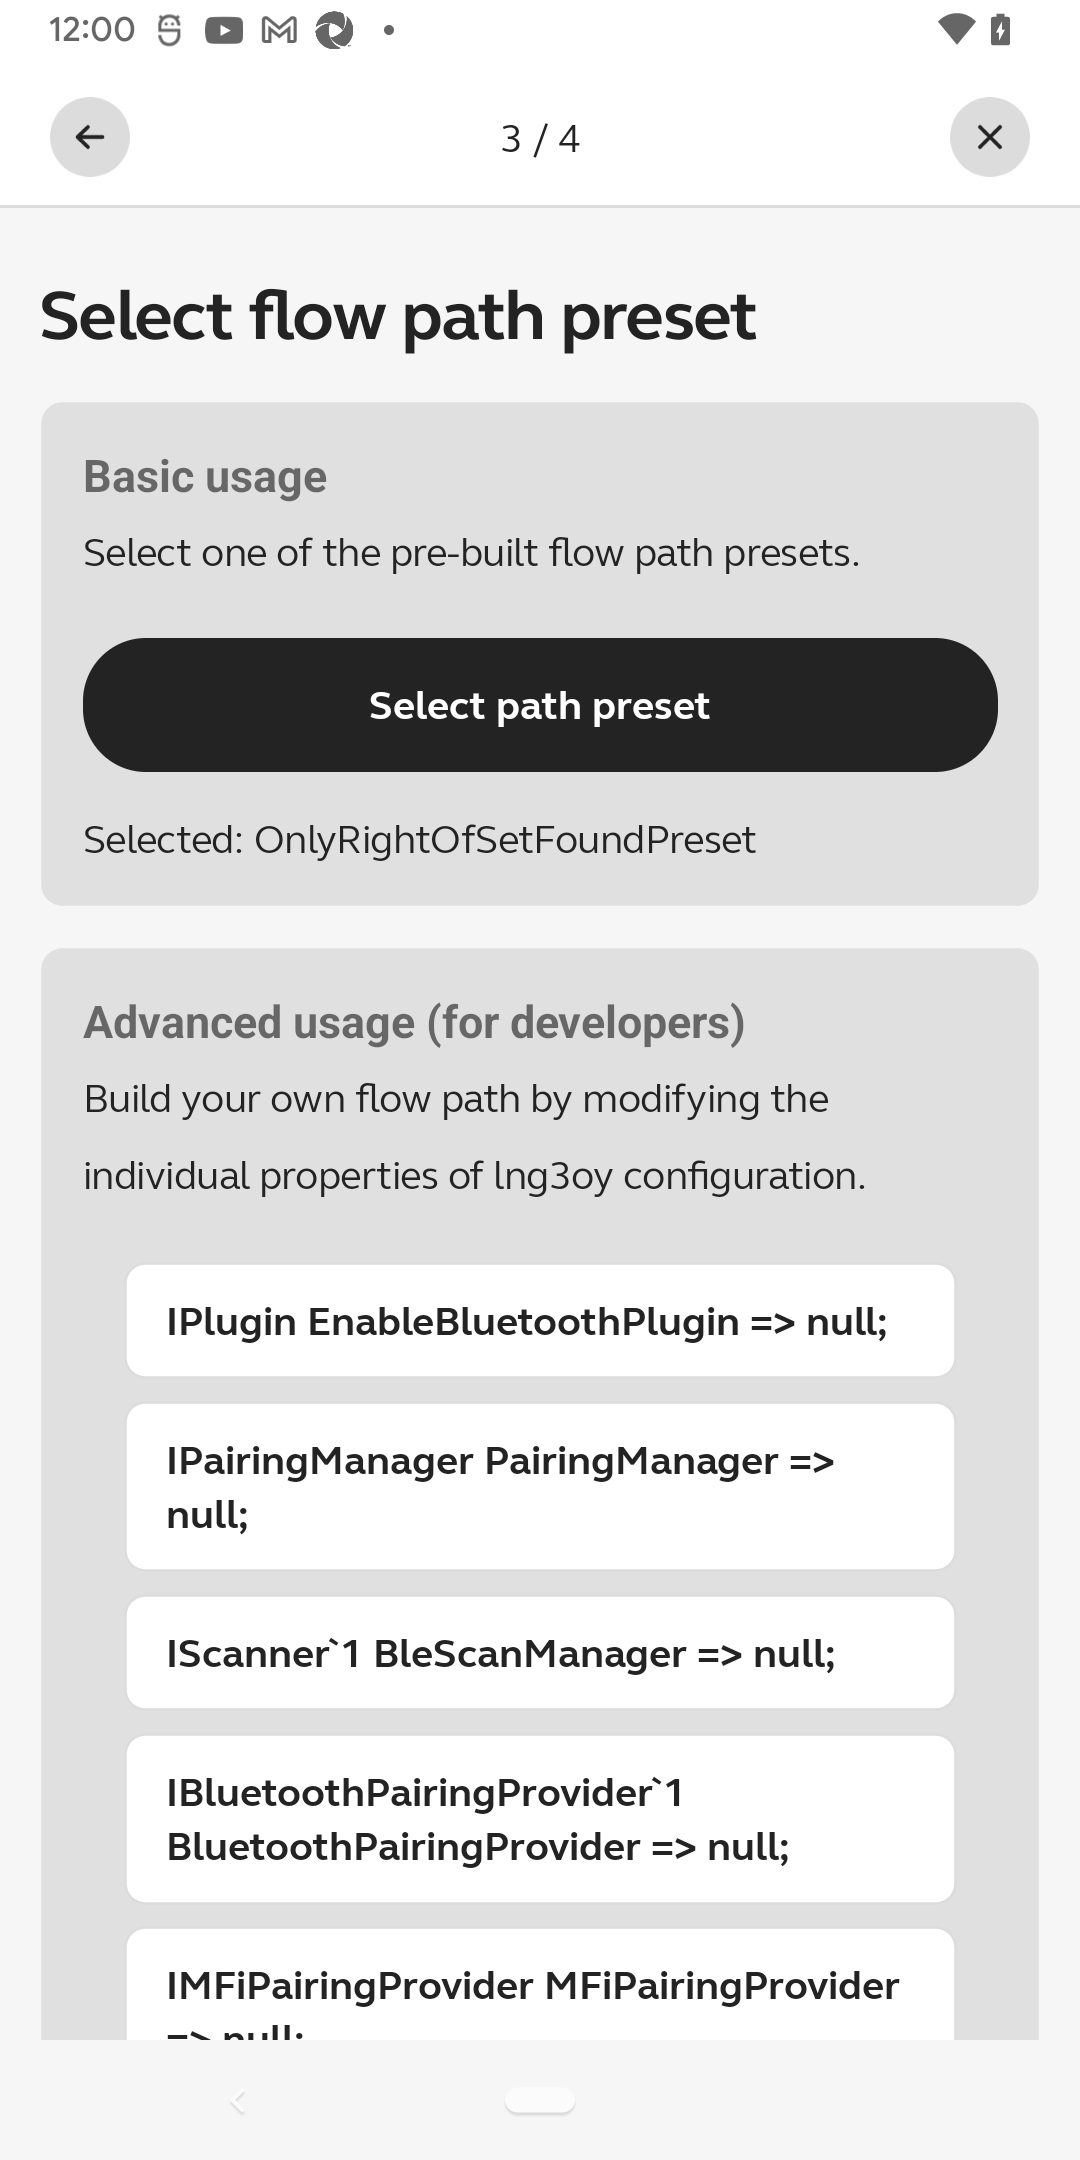 12:00
3 / 4
Select flow path preset
Basic usage
Select one of the pre-built flow path presets.
Select path preset
Selected: OnlyRightOfSetFoundPreset
Advanced usage (for developers)
Build your own flow path by modifying the
individual properties of lng3oy configuration.
IPlugin EnableBluetoothPlugin => null;
IPairingManager PairingManager =>
null;
IScanner`1 BleScanManager => null;
IBluetoothPairingProvider`1
BluetoothPairingProvider => null;
IMFiPairingProvider MFiPairingProvider
=> null;